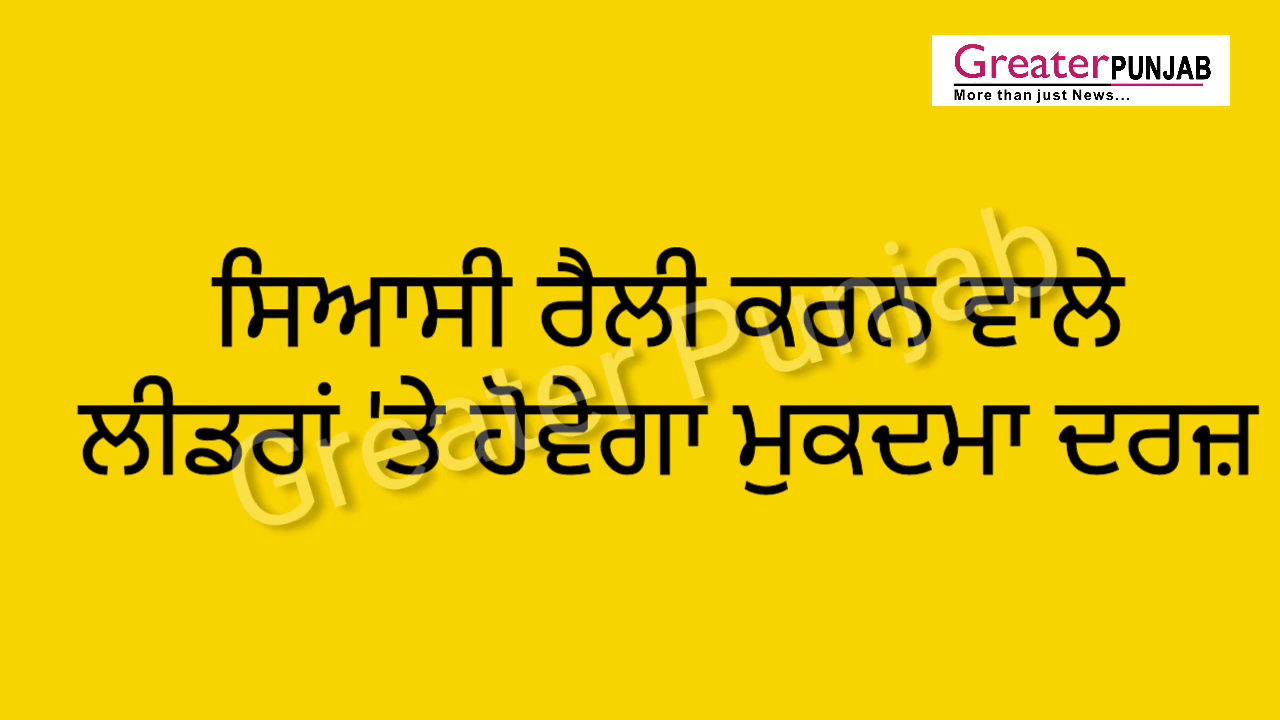 GreaterPUNJAB
More than just News...
ਸਿਆਸੀ ਰੈਲੀ ਕਰਨ ਵਾਲੇ
ਲੀਡਰਾਂ 'ਤੇ ਹੋਵੇਗਾ ਮੁਕਦਮਾ ਦਰਜ਼
Greater Punjab